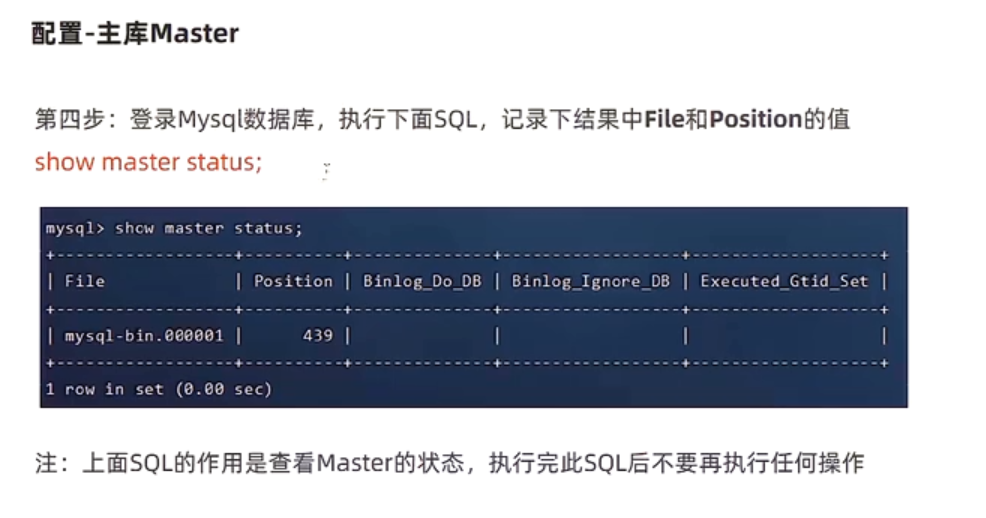 配置-主库Master
第四步：登录Mysql数据库，执行下面SQL，记录下结果中File和Position的值
show master status;
mysql> show master status;
+------------------+----------+--------------+------------------+-------------------+
| File | Position | Binlog_Do_DB | Binlog_Ignore_DB | Executed_Gtid_Set |
+------------------+----------+--------------+------------------+-------------------+
| mysql-bin.000001 | 439 | | | |
+------------------+----------+--------------+------------------+-------------------+
1 row in set (0.00 sec)
注：上面SQL的作用是查看Master的状态，执行完此SQL后不要再执行任何操作